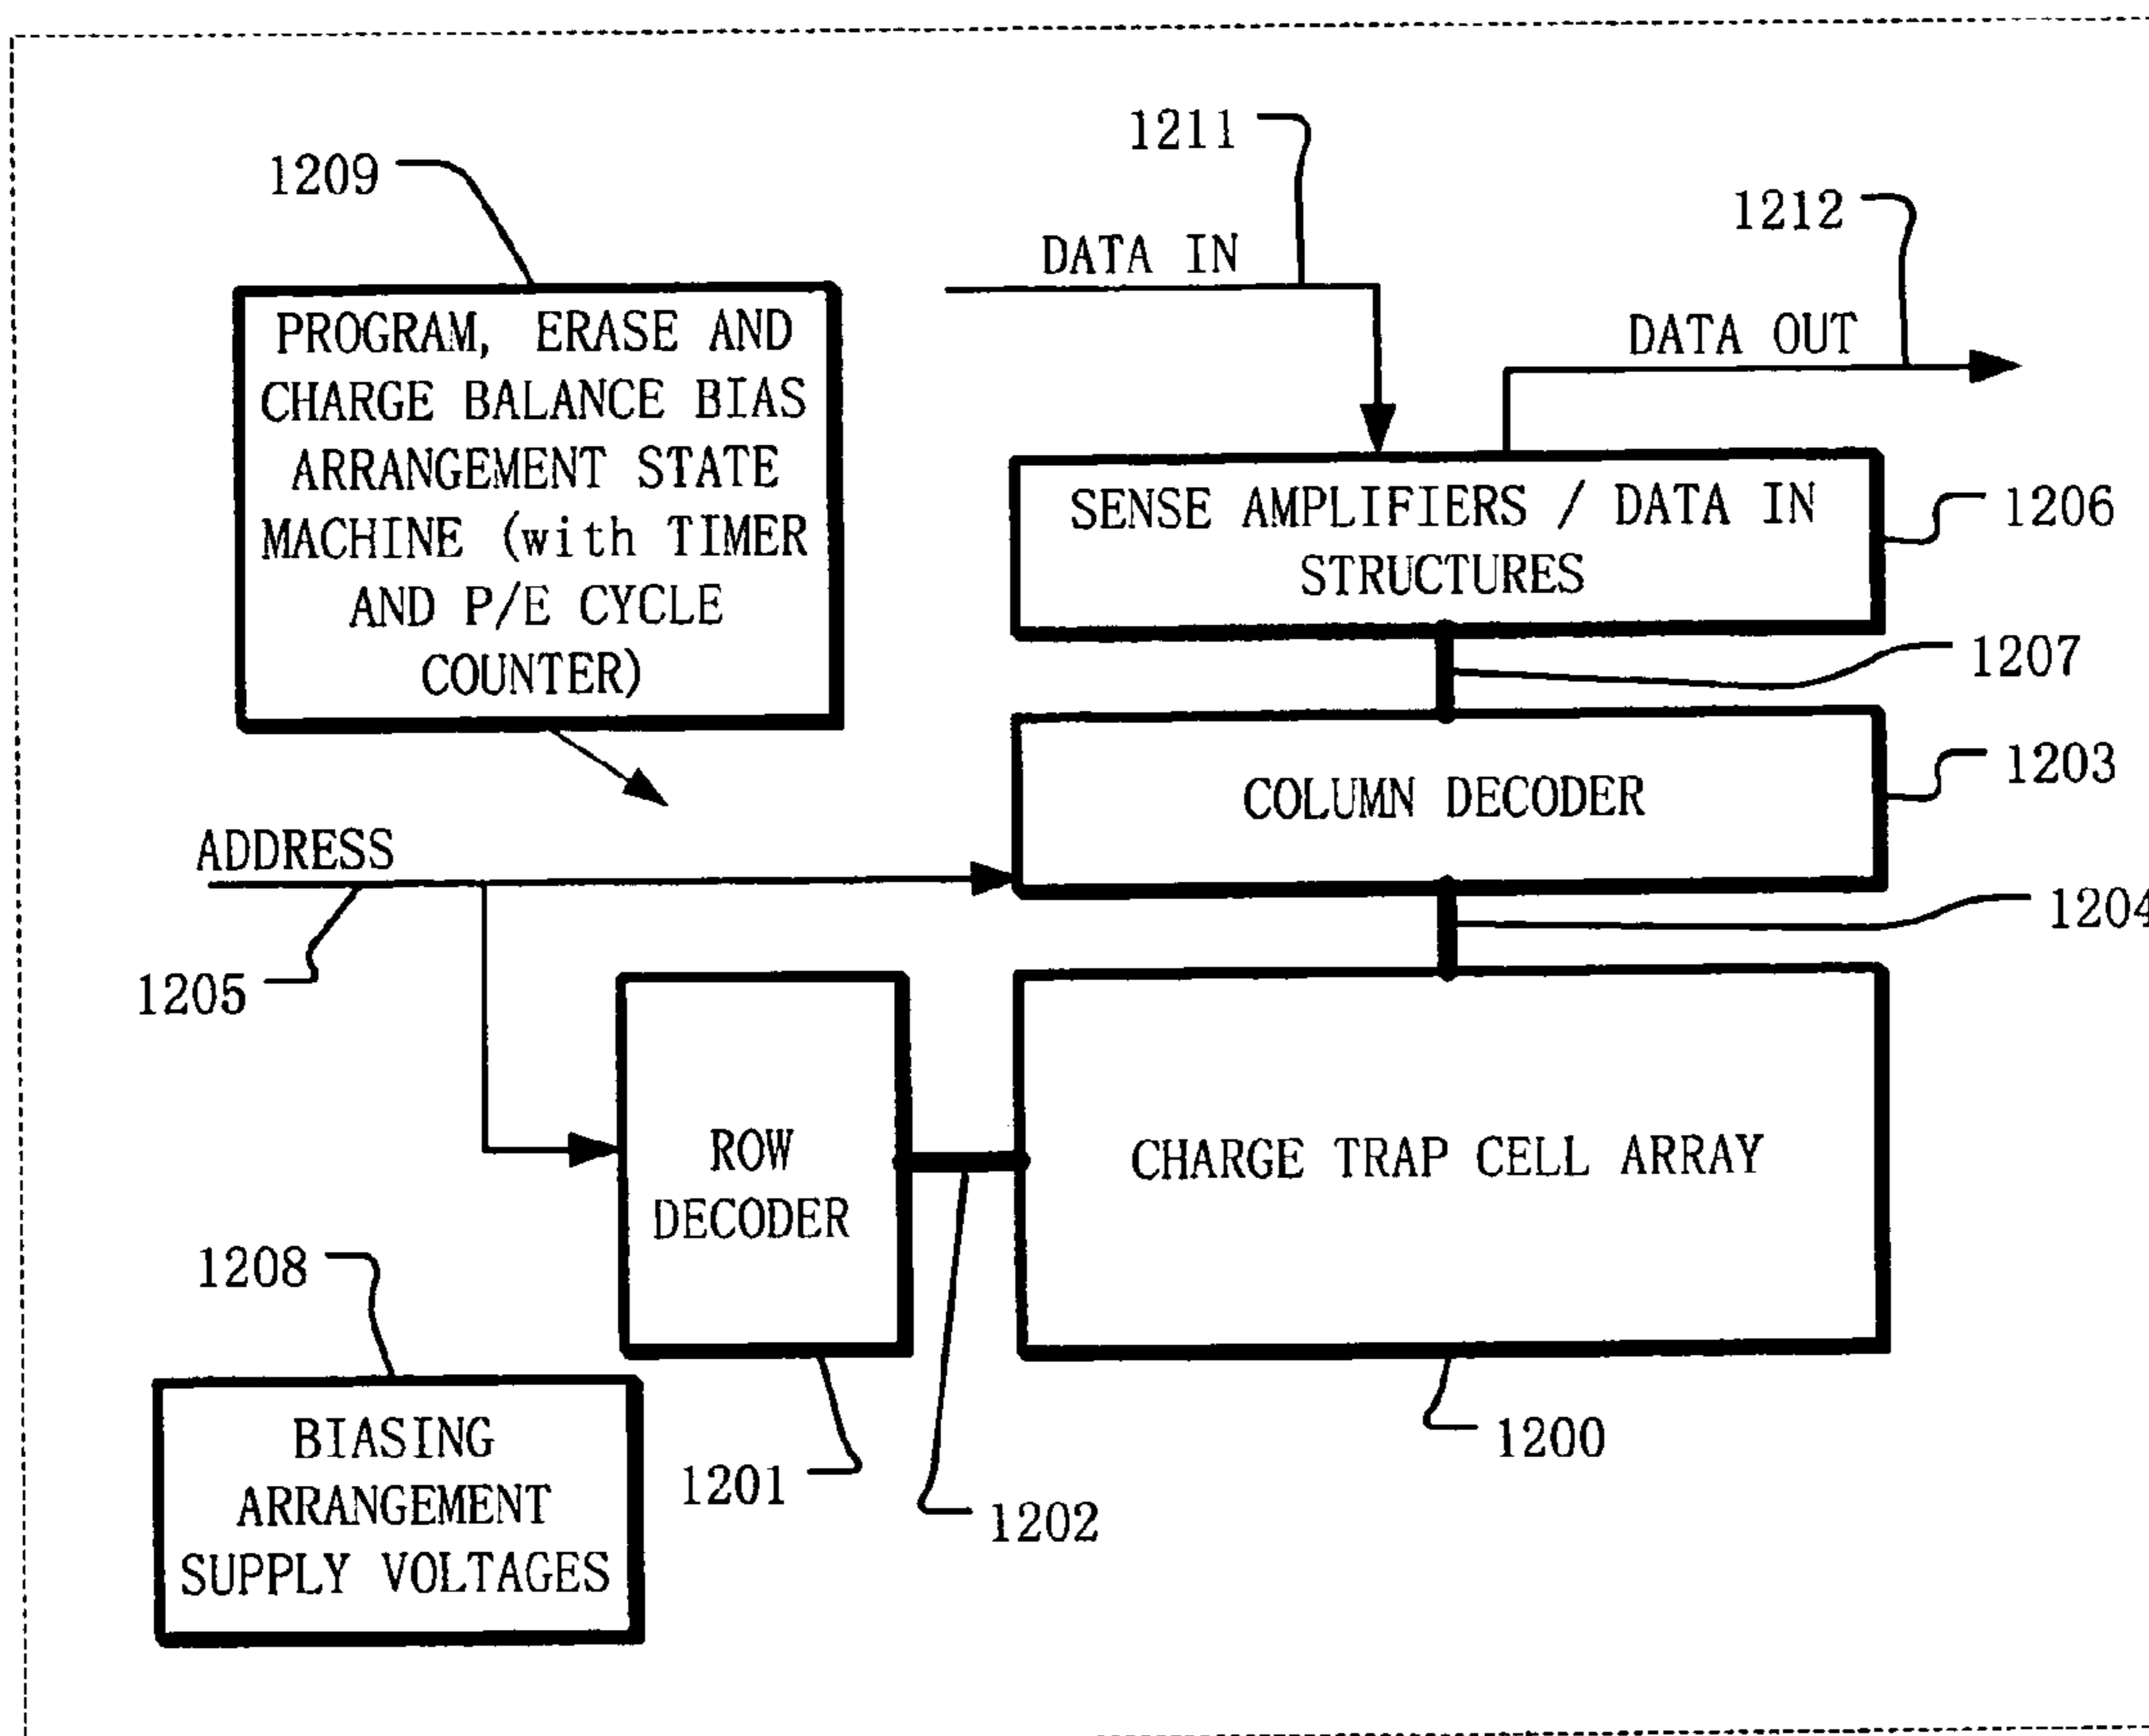 1211
1209
1212
DATA IN
PROGRAM, ERASE AND
CHARGE BALANCE BIAS
ARRANGEMENT STATE
MACHINE (with TIMER
AND P/E CYCLE
COUNTER)
DATA OUT
SENSE AMPLIFIERS / DATA IN
STRUCTURES
1206
1207
COLUMN DECODER
1203
ADDRESS
1204
1205
ROW
DECODER
CHARGE TRAP CELL ARRAY
1208
1200
BIASING
ARRANGEMENT
SUPPLY VOLTAGES
1201
1202